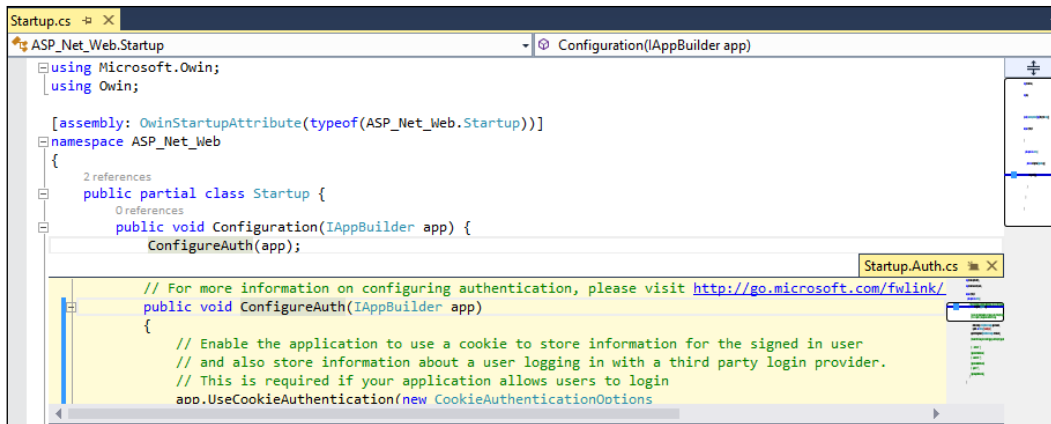 Startup.cs
ASP_Net_Web.Startup
Configuration(IAppBuilder app)
using Microsoft.Owin;
using Owin;
[assembly: OwinStartupAttribute(typeof(ASP_Net_Web.Startup))]
namespace ASP_Net_Web
{
2 references
public partial class Startup {
0 references
public void Configuration(IAppBuilder app) {
ConfigureAuth(app);
Startup.Auth.cs
// For more information on configuring authentication, please visit http://go.microsoft.com/fwlink/
public void ConfigureAuth(IAppBuilder app)
{
// Enable the application to use a cookie to store information for the signed in user
// and also store information about a user logging in with a third party login provider.
// This is required if your application allows users to login
app.UseCookieAuthentication(new CookieAuthenticationOptions